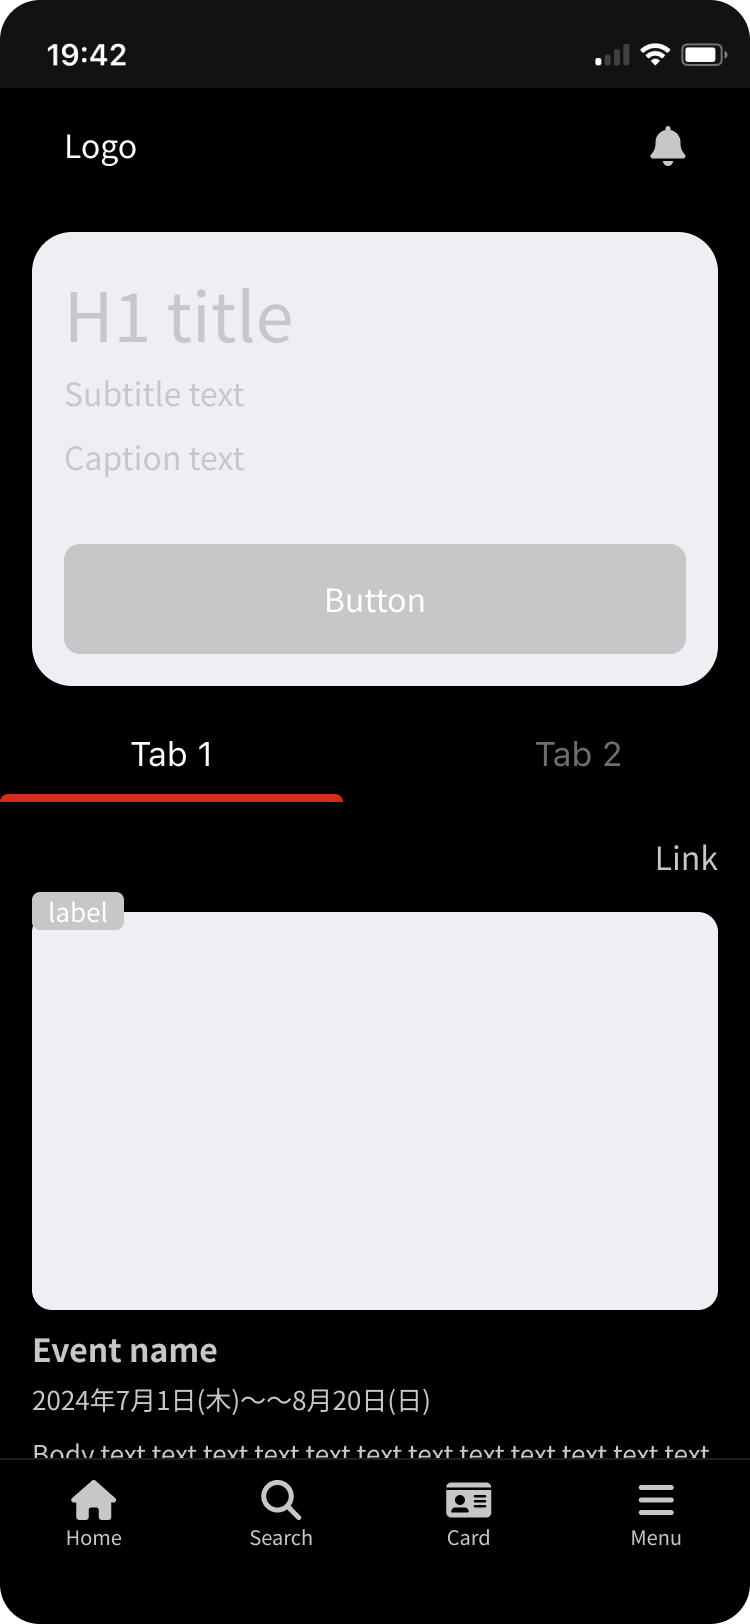 19:42
Logo
H1 title
Subtitle text
Caption text
Button
Tab 1 Tab 2
Link
label
Event name
2024年7月1日(木)〜〜8月20日(日)
Body text text text text text text text text text text text text
Home Search Card Menu